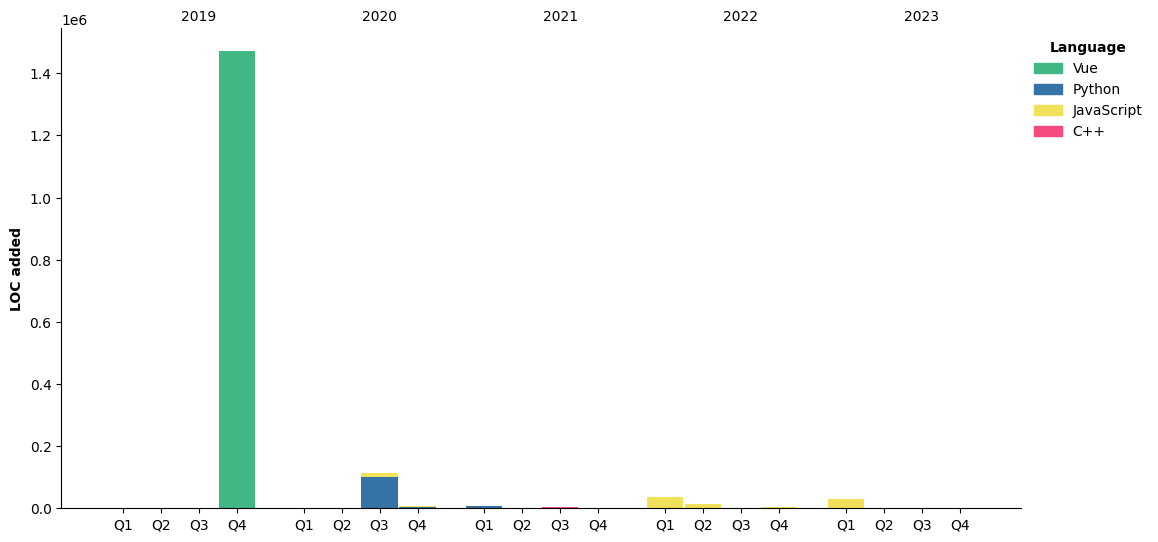 2019 2020 2021 2022 2023
1e6
Language
Vue
Python
JavaScript
C++
LOC added
1.4
1.2
1.0
0.8
0.6
0.4
0.2
0.0
Q1 Q2 Q3 Q4 Q1 Q2 Q3 Q4 Q1 Q2 Q3 Q4 Q1 Q2 Q3 Q4 Q1 Q2 Q3 Q4